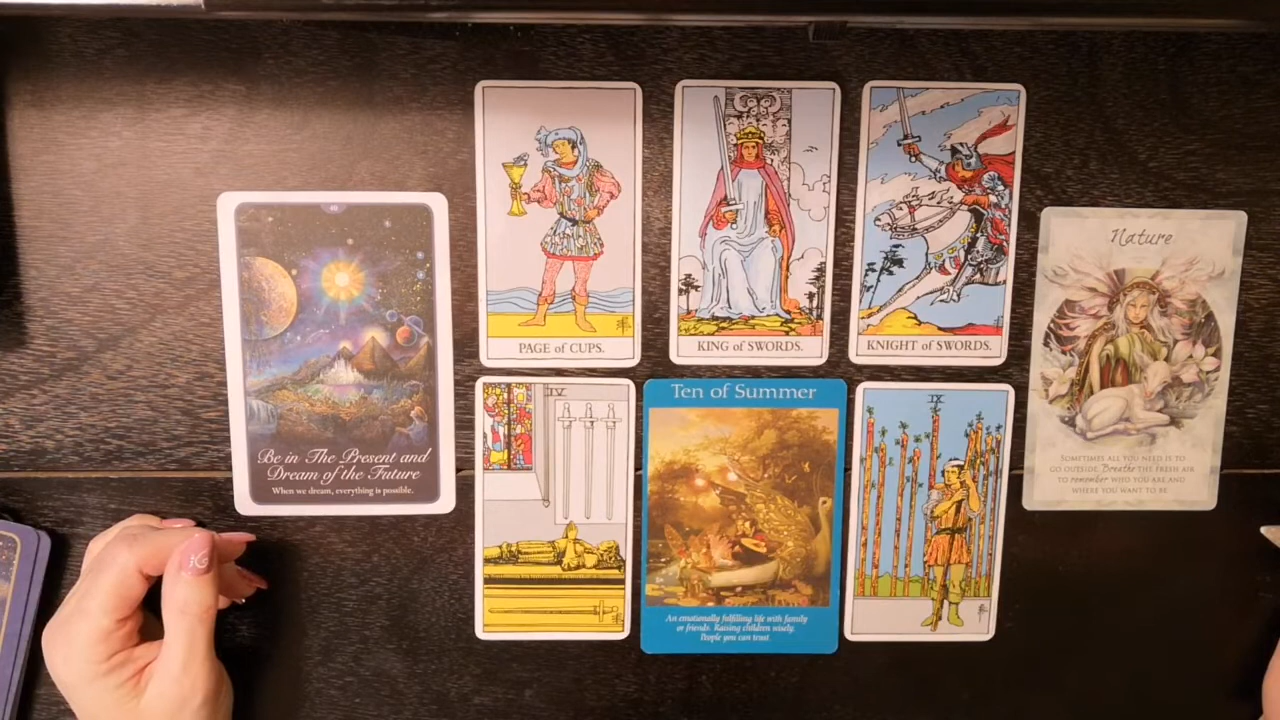 Be in The Present and
Dream of the Future
When we dream, everything is possible.
PAGE of CUPS.
KING of SWORDS.
KNIGHT of SWORDS.
Nature
SOMETIMES ALL YOU NEED IS TO
GO OUTSIDE. Breathe THE FRESH AIR
TO remember WHO YOU ARE AND
WHERE YOU WANT TO BE.
IV
Ten of Summer
An emotionally fulfilling life with family
or friends. Raising children wisely.
People you can trust.
IX